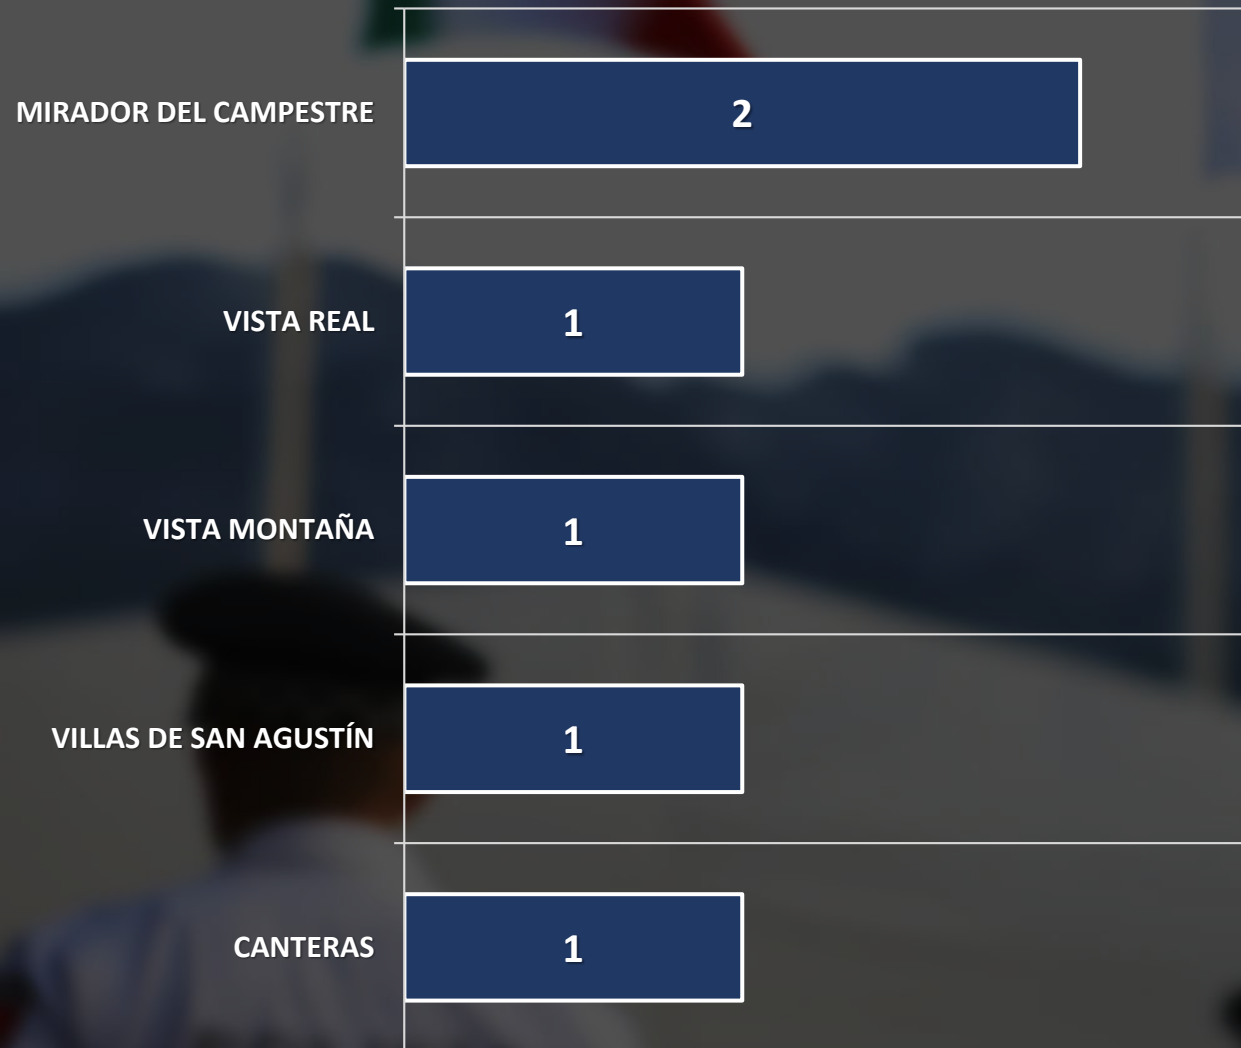 MIRADOR DEL CAMPESTRE
2
VISTA REAL
1
VISTA MONTAÑA
1
VILLAS DE SAN AGUSTÍN
1
CANTERAS
1